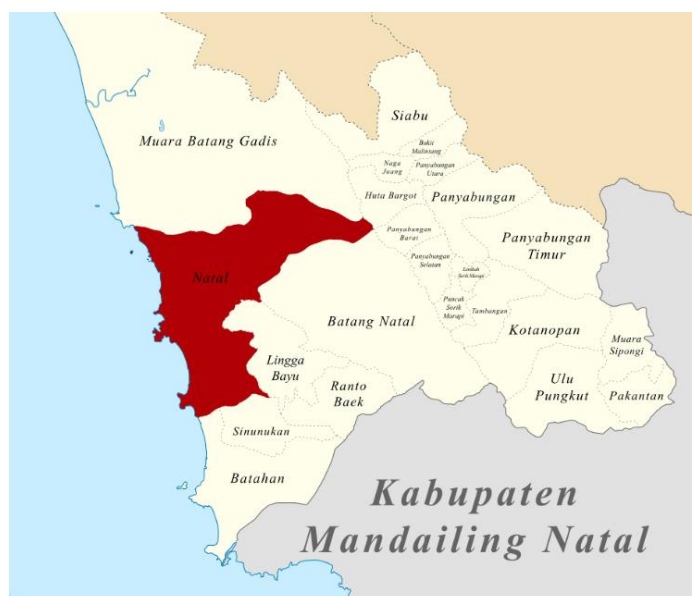 Siabu
Muara Batang Gadis
Bukit
Malintang
Naga
Juang
Panyabungan
Utara
Huta Bargot
Panyabungan
Panyabungan
Barat
Panyabungan
Timur
Panyabungan
Selatan
Lembah
Sorik Marapi
Natal
Puncak
Sorik
Marapi
Tambangan
Batang Natal
Kotanopan
Muara
Sipongi
Lingga
Bayu
Ranto
Baek
Ulu
Pungkut
Pakantan
Sinunukan
Batahan
Kabupaten
Mandailing Natal